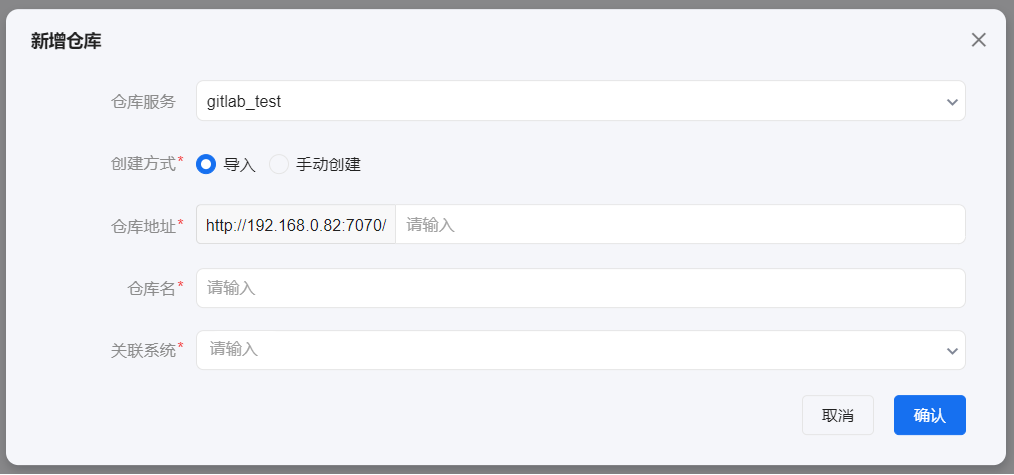 新增仓库
仓库服务 gitlab_test
创建方式* 导入 手动创建
仓库地址* http://192.168.0.82:7070/ 请输入
仓库名* 请输入
关联系统* 请输入
取消 确认